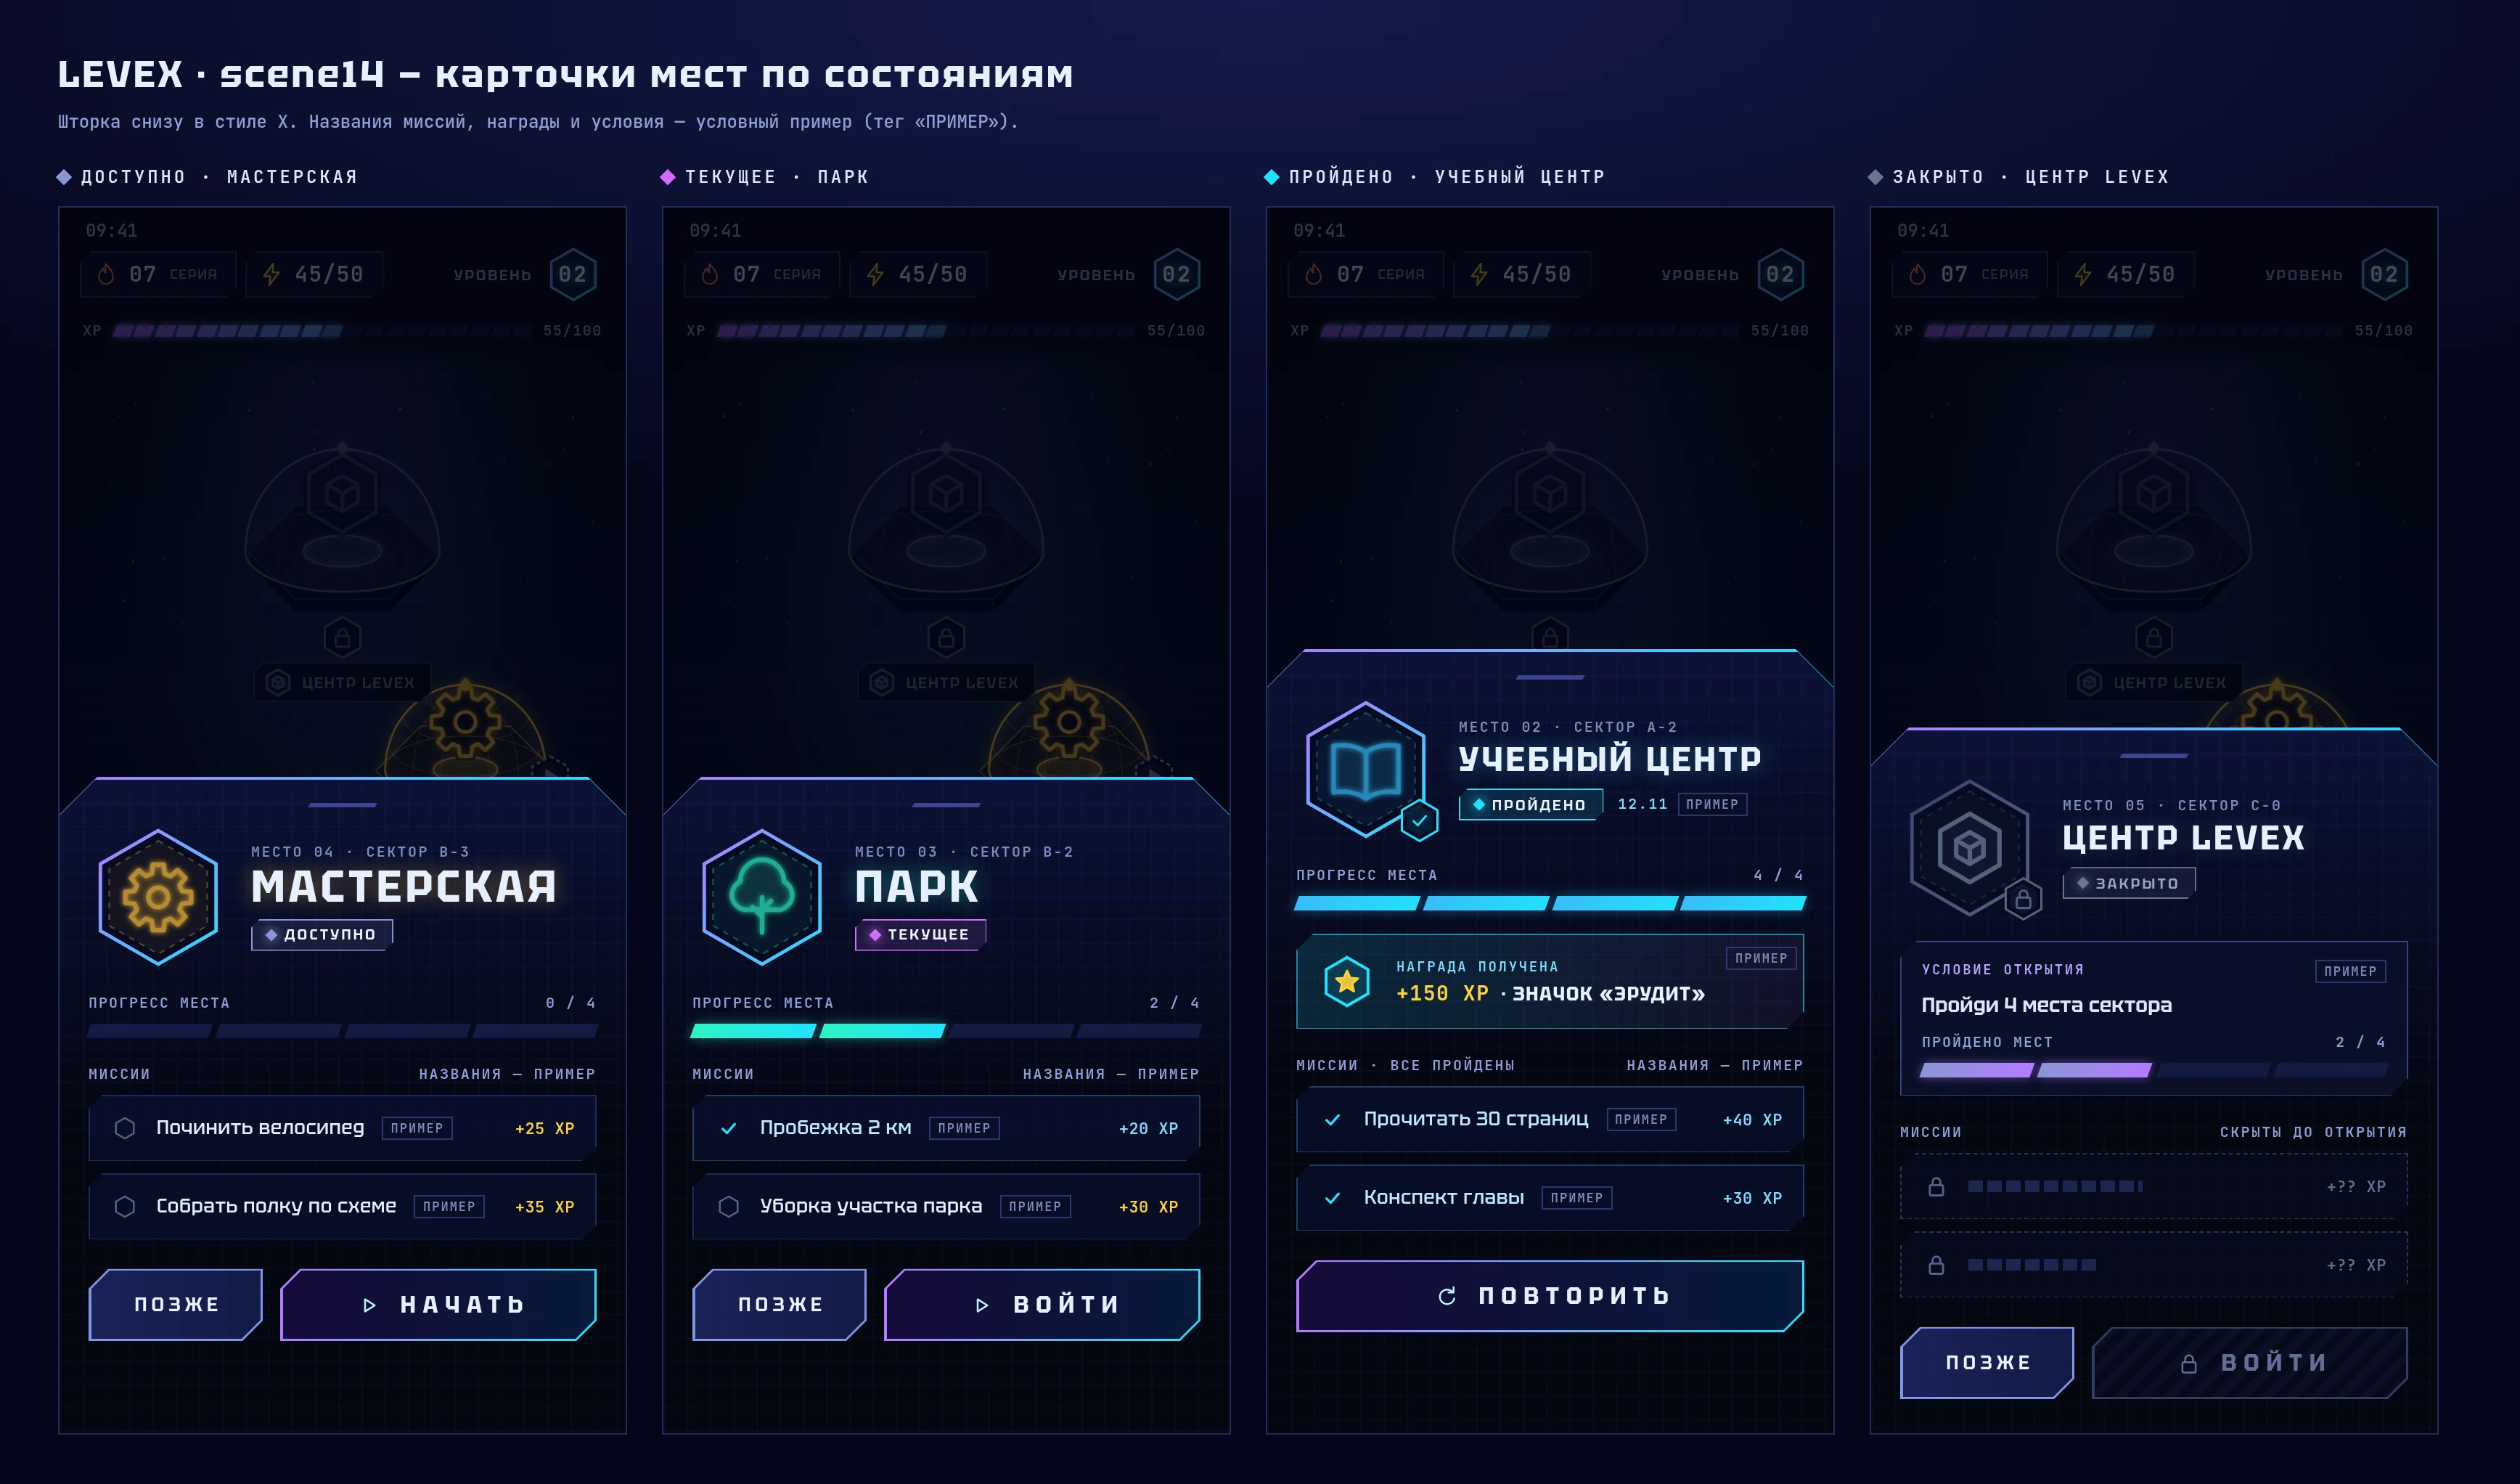 LEVEX · scene14 — карточки мест по состояниям
Шторка снизу в стиле X. Названия миссий, награды и условия — условный пример (тег «ПРИМЕР»).
ДОСТУПНО · МАСТЕРСКАЯ
09:41
07 СЕРИЯ
45/50
УРОВЕНЬ 02
XP 55/100
ЦЕНТР LEVEX
МЕСТО 04 · СЕКТОР B-3
МАСТЕРСКАЯ
ДОСТУПНО
ПРОГРЕСС МЕСТА 0 / 4
МИССИИ НАЗВАНИЯ — ПРИМЕР
Починить велосипед ПРИМЕР +25 XP
Собрать полку по схеме ПРИМЕР +35 XP
ПОЗЖЕ НАЧАТЬ
ТЕКУЩЕЕ · ПАРК
09:41
07 СЕРИЯ
45/50
УРОВЕНЬ 02
XP 55/100
ЦЕНТР LEVEX
МЕСТО 03 · СЕКТОР B-2
ПАРК
ТЕКУЩЕЕ
ПРОГРЕСС МЕСТА 2 / 4
МИССИИ НАЗВАНИЯ — ПРИМЕР
Пробежка 2 км ПРИМЕР +20 XP
Уборка участка парка ПРИМЕР +30 XP
ПОЗЖЕ ВОЙТИ
ПРОЙДЕНО · УЧЕБНЫЙ ЦЕНТР
09:41
07 СЕРИЯ
45/50
УРОВЕНЬ 02
XP 55/100
МЕСТО 02 · СЕКТОР A-2
УЧЕБНЫЙ ЦЕНТР
ПРОЙДЕНО 12.11 ПРИМЕР
ПРОГРЕСС МЕСТА 4 / 4
НАГРАДА ПОЛУЧЕНА ПРИМЕР
+150 XP · ЗНАЧОК «ЭРУДИТ»
МИССИИ · ВСЕ ПРОЙДЕНЫ НАЗВАНИЯ — ПРИМЕР
Прочитать 30 страниц ПРИМЕР +40 XP
Конспект главы ПРИМЕР +30 XP
ПОВТОРИТЬ
ЗАКРЫТО · ЦЕНТР LEVEX
09:41
07 СЕРИЯ
45/50
УРОВЕНЬ 02
XP 55/100
ЦЕНТР LEVEX
МЕСТО 05 · СЕКТОР C-0
ЦЕНТР LEVEX
ЗАКРЫТО
УСЛОВИЕ ОТКРЫТИЯ ПРИМЕР
Пройди 4 места сектора
ПРОЙДЕНО МЕСТ 2 / 4
МИССИИ СКРЫТЫ ДО ОТКРЫТИЯ
+?? XP
+?? XP
ПОЗЖЕ ВОЙТИ